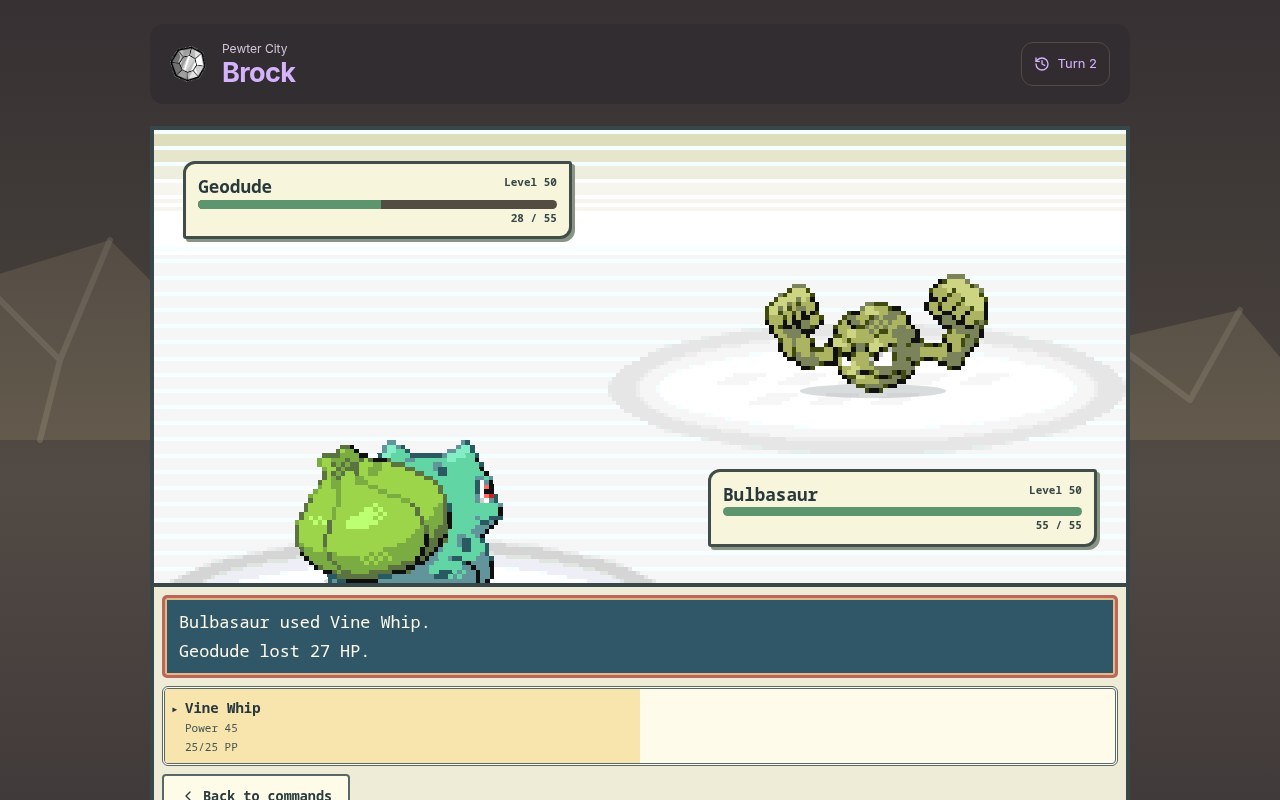 Pewter City
Brock
Turn 2
Geodude
Level 50
28 / 55
Bulbasaur
Level 50
55 / 55
Bulbasaur used Vine Whip.
Geodude lost 27 HP.
▸ Vine Whip
Power 45
25/25 PP
Back to commands